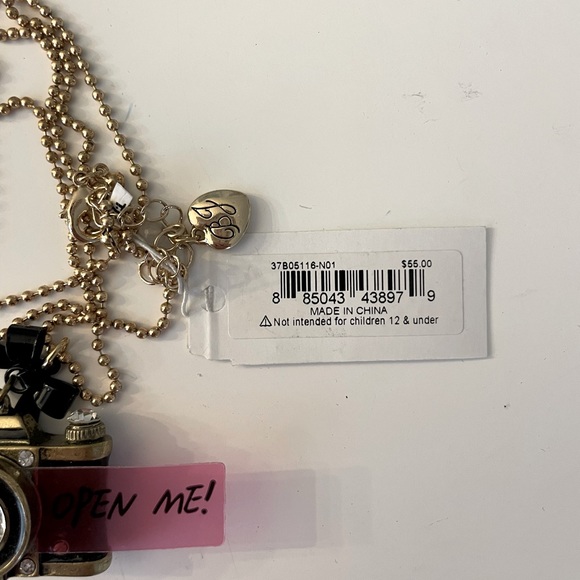 37B05116-N01 $55.00
8 85043 43897 9
MADE IN CHINA
⚠ Not intended for children 12 & under
OPEN ME!